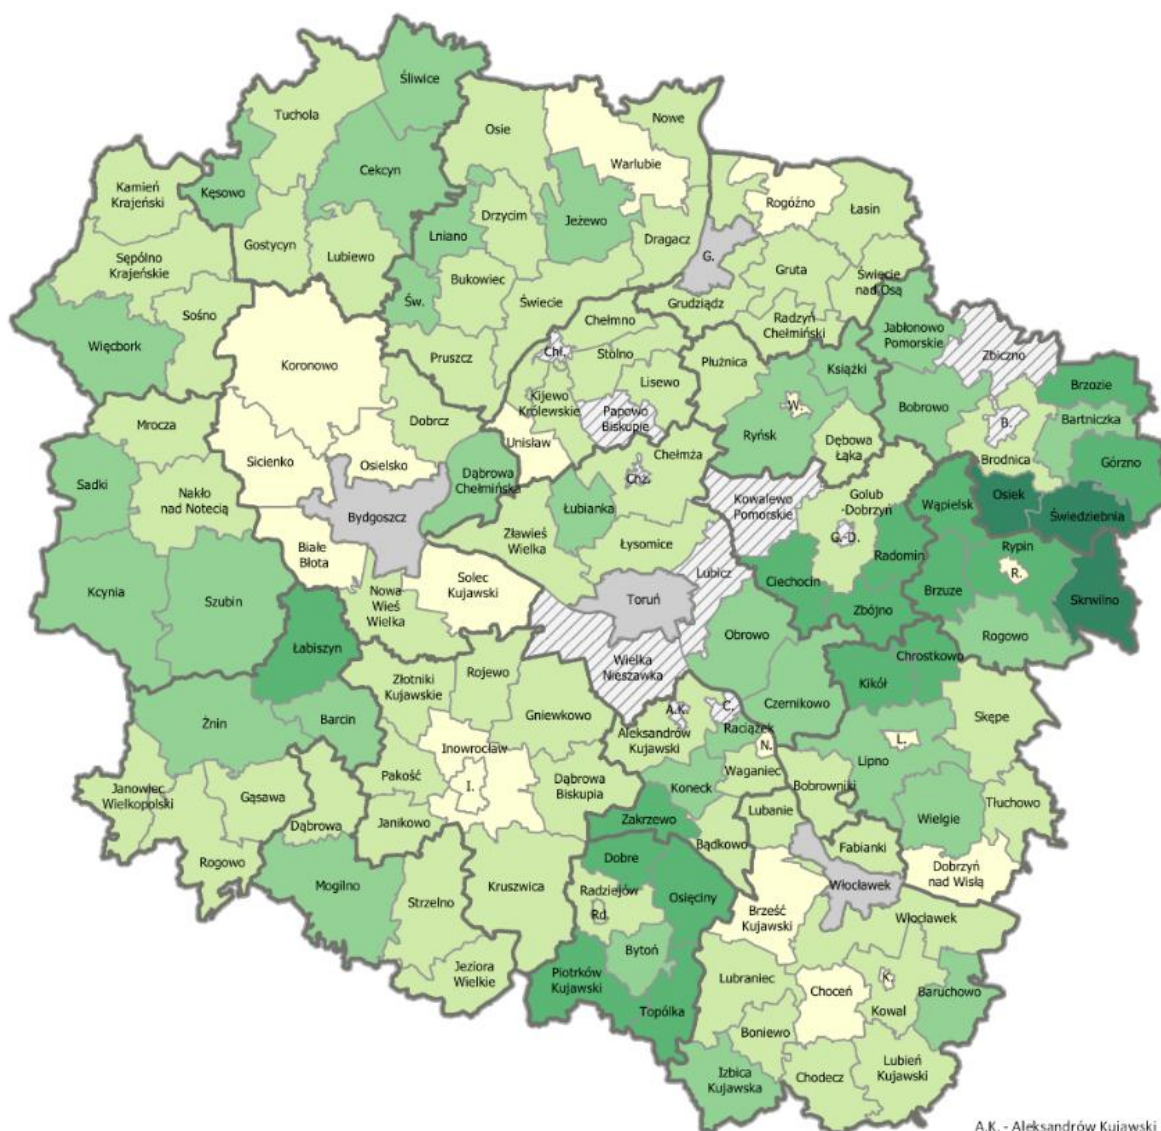 Śliwice
Tuchola
Osie
Nowe
Warlubie
Cekcyn
Kamień
Krajeński
Kęsowo
Rogóźno
Łasin
Drzycim
Jeżewo
Lniano
Dragacz
Gostycyn
Lubiewo
G.
Sępólno
Krajeńskie
Gruta
Świecie
nad Osą
Bukowiec
Św.
Świecie
Grudziądz
Sośno
Radzyń
Chełmiński
Chełmno
Jabłonowo
Pomorskie
Więcbork
Koronowo
Pruszcz
Chł.
Stolno
Płużnica
Zbiczno
Książki
Lisewo
Brzozie
Kijewo
Królewskie
W.
Bobrowo
Papowo
Biskupie
Bartniczka
B.
Mrocza
Dobrcz
Unisław
Ryńsk
Dębowa
Łąka
Chełmża
Brodnica
Górzno
Sicienko
Osielsko
Dąbrowa
Chełmińska
Chż.
Sadki
Nakło
nad Notecią
Kowalewo
Pomorskie
Golub
-Dobrzyń
Wąpielsk
Osiek
Łubianka
Świedziebnia
Bydgoszcz
Zławieś
Wielka
G.-D.
Łysomice
Białe
Błota
Radomin
Rypin
R.
Lubicz
Ciechocin
Solec
Kujawski
Nowa
Wieś
Wielka
Toruń
Brzuze
Kcynia
Szubin
Skrwilno
Zbójno
Obrowo
Rogowo
Łabiszyn
Wielka
Nieszawka
Chrostkowo
Kikół
Rojewo
Złotniki
Kujawskie
Czernikowo
A.K.
C.
Gniewkowo
Żnin
Barcin
Raciążek
Skępe
Aleksandrów
Kujawski
L.
Inowrocław
N.
Pakość
Waganiec
Lipno
I.
Dąbrowa
Biskupia
Koneck
Bobrowniki
Janowiec
Wielkopolski
Gąsawa
Tłuchowo
Lubanie
Wielgie
Dąbrowa
Janikowo
Zakrzewo
Bądkowo
Fabianki
Rogowo
Dobre
Dobrzyń
nad Wisłą
Mogilno
Kruszwica
Radziejów
Osięciny
Włocławek
Strzelno
Rd.
Brześć
Kujawski
Włocławek
Bytoń
Jeziora
Wielkie
Piotrków
Kujawski
Lubraniec
K.
Choceń
Baruchowo
Topólka
Kowal
Boniewo
Izbica
Kujawska
Chodecz
Lubień
Kujawski
A.K. - Aleksandrów Kujawski